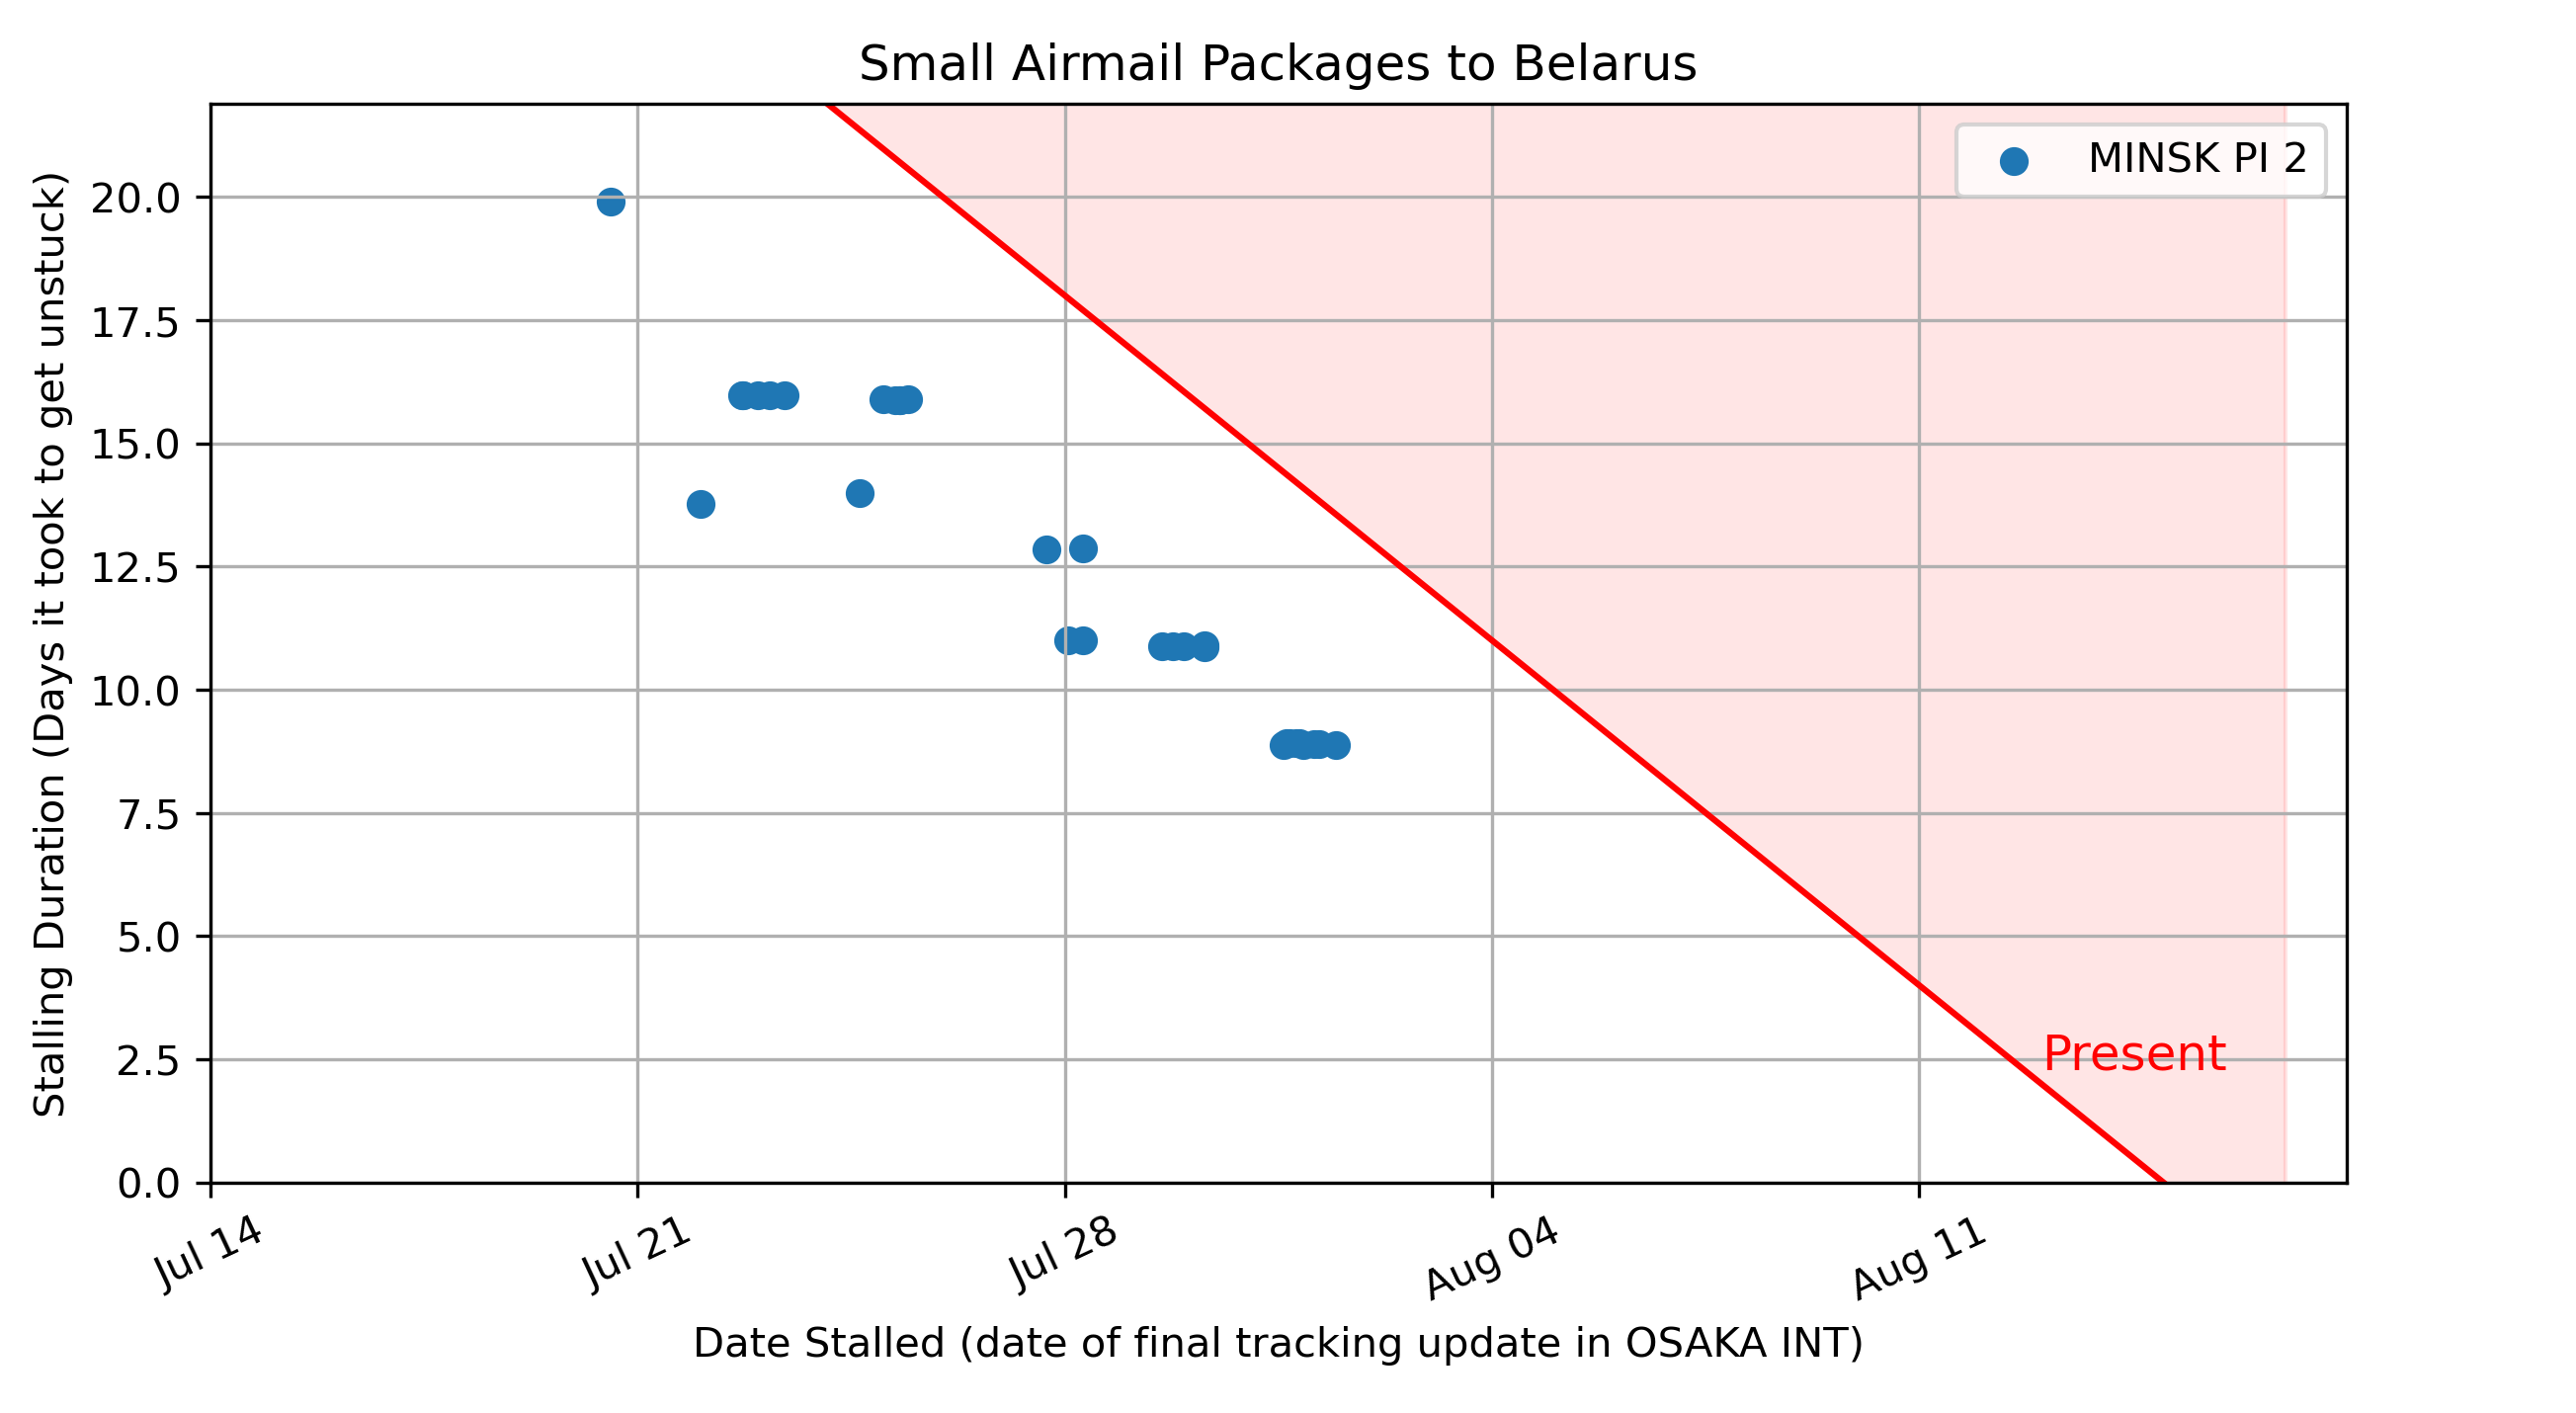 Small Airmail Packages to Belarus
MINSK PI 2
Stalling Duration (Days it took to get unstuck)
20.0
17.5
15.0
12.5
10.0
7.5
5.0
2.5
0.0
Present
Jul 14
Jul 21
Jul 28
Aug 04
Aug 11
Date Stalled (date of final tracking update in OSAKA INT)